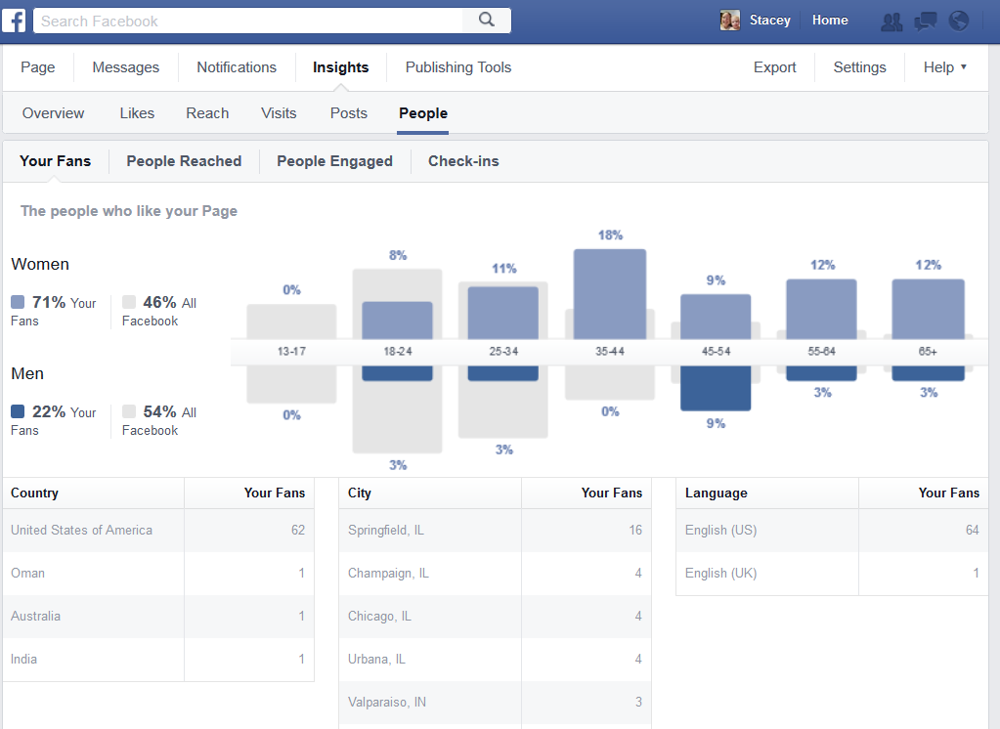 f Search Facebook Stacey Home
Page Messages Notifications Insights Publishing Tools Export Settings Help
Overview Likes Reach Visits Posts People
Your Fans People Reached People Engaged Check-ins
The people who like your Page
Women
71% Your Fans
46% All Facebook
Men
22% Your Fans
54% All Facebook
0% 8% 11% 18% 9% 12% 12%
13-17 18-24 25-34 35-44 45-54 55-64 65+
0% 3% 3% 0% 9% 3% 3%
Country Your Fans
United States of America 62
Oman 1
Australia 1
India 1
City Your Fans
Springfield, IL 16
Champaign, IL 4
Chicago, IL 4
Urbana, IL 4
Valparaiso, IN 3
Language Your Fans
English (US) 64
English (UK) 1